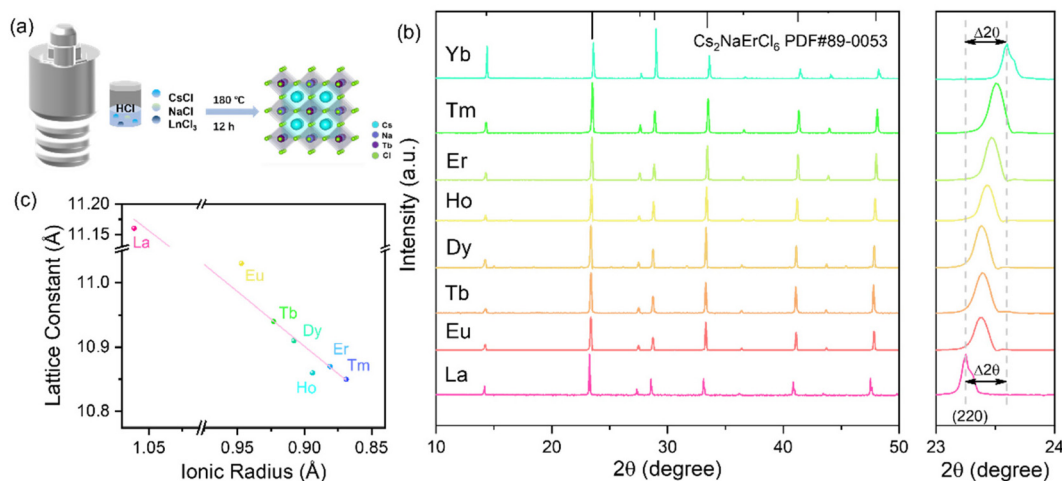 (a)
HCl
CsCl
NaCl
LnCl₃
180 ℃
12 h
Cs
Na
Tb
Cl
(b)
Cs₂NaErCl₆ PDF#89-0053
Yb
Tm
Er
Ho
Dy
Tb
Eu
La
Intensity (a.u.)
10 20 30 40 50
2θ (degree)
Δ2θ
Δ2θ
(220)
23 24
2θ (degree)
(c)
11.20
11.15
11.0
10.9
10.8
Lattice Constant (Å)
La
Eu
Tb
Dy
Ho
Er
Tm
1.05 0.95 0.90 0.85
Ionic Radius (Å)